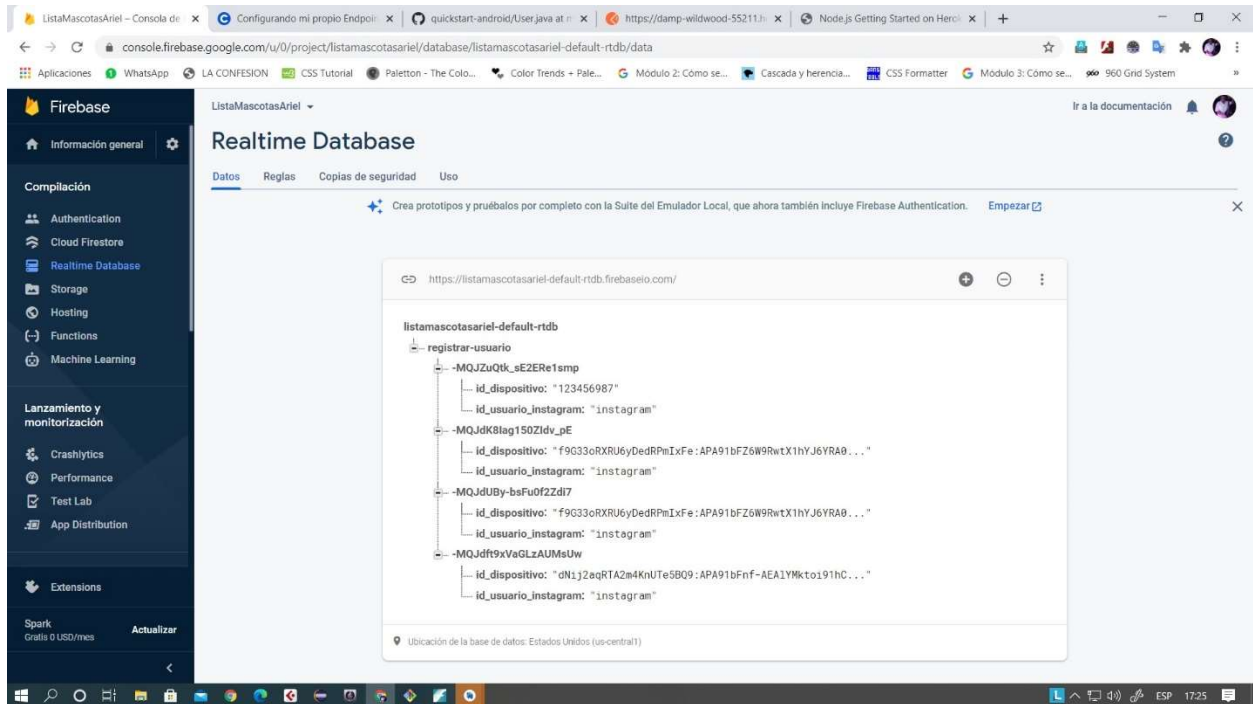 ListaMascotasAriel – Consola de
Configurando mi propio Endpoin
quickstart-android/User.java at m
https://damp-wildwood-55211.h
Node.js Getting Started on Herok
console.firebase.google.com/u/0/project/listamascotasariel/database/listamascotasariel-default-rtdb/data
Aplicaciones
WhatsApp
LA CONFESION
CSS Tutorial
Paletton - The Colo...
Color Trends + Pale...
Módulo 2: Cómo se...
Cascada y herencia...
CSS Formatter
Módulo 3: Cómo se...
960 Grid System
Firebase
ListaMascotasAriel
Ir a la documentación
Información general
Realtime Database
Datos
Reglas
Copias de seguridad
Uso
Compilación
Crea prototipos y pruébalos por completo con la Suite del Emulador Local, que ahora también incluye Firebase Authentication.
Empezar
Authentication
Cloud Firestore
Realtime Database
Storage
Hosting
Functions
Machine Learning
https://listamascotasariel-default-rtdb.firebaseio.com/
listamascotasariel-default-rtdb
registrar-usuario
-MQJZuQtk_sE2ERe1smp
id_dispositivo: "123456987"
id_usuario_instagram: "instagram"
-MQJdK8Iag150ZIdv_pE
id_dispositivo: "f9G33oRXRU6yDedRPmIxFe:APA91bFZ6W9RwtX1hYJ6YRA0..."
id_usuario_instagram: "instagram"
-MQJdUBy-bsFu0f2Zdi7
id_dispositivo: "f9G33oRXRU6yDedRPmIxFe:APA91bFZ6W9RwtX1hYJ6YRA0..."
id_usuario_instagram: "instagram"
-MQJdft9xVaGLzAUMsUw
id_dispositivo: "dNij2aqRTA2m4KnUTe5BQ9:APA91bFnf-AEAlYMktoi91hC..."
id_usuario_instagram: "instagram"
Ubicación de la base de datos: Estados Unidos (us-central1)
Lanzamiento y
monitorización
Crashlytics
Performance
Test Lab
App Distribution
Extensions
Spark
Gratis 0 USD/mes
Actualizar
ESP
17:25